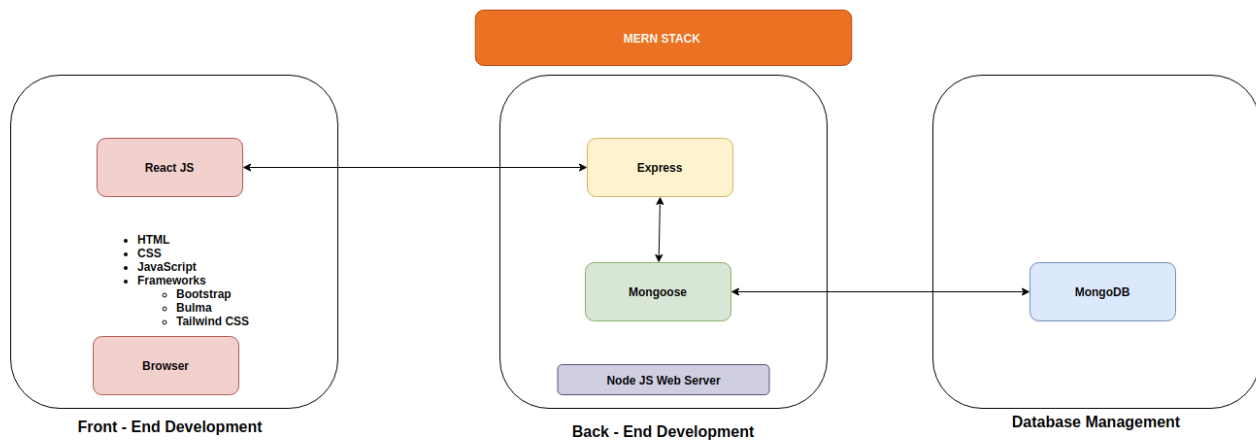 MERN STACK
React JS
HTML
CSS
JavaScript
Frameworks
Bootstrap
Bulma
Tailwind CSS
Browser
Front - End Development
Express
Mongoose
Node JS Web Server
Back - End Development
MongoDB
Database Management